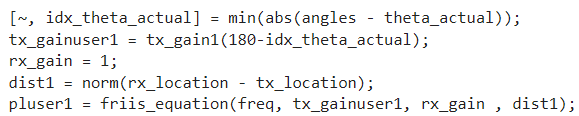 [~, idx_theta_actual] = min(abs(angles - theta_actual));
tx_gainuser1 = tx_gain1(180-idx_theta_actual);
rx_gain = 1;
dist1 = norm(rx_location - tx_location);
pluser1 = friis_equation(freq, tx_gainuser1, rx_gain , dist1);